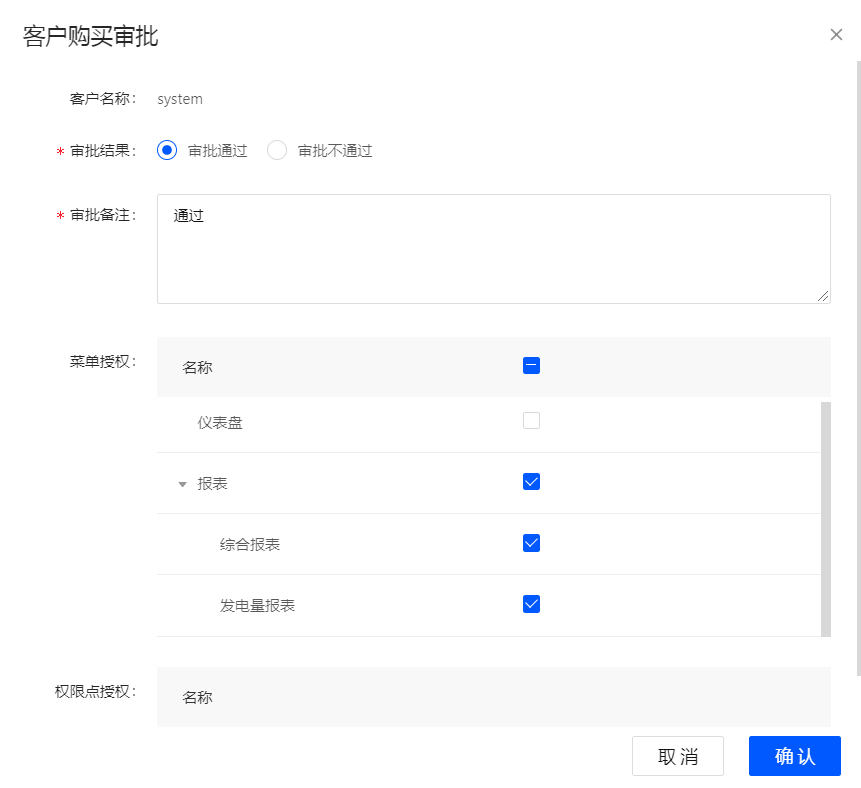 客户购买审批
客户名称: system
* 审批结果: 审批通过 审批不通过
* 审批备注: 通过
菜单授权: 名称
仪表盘
报表
综合报表
发电量报表
权限点授权: 名称
取消 确认